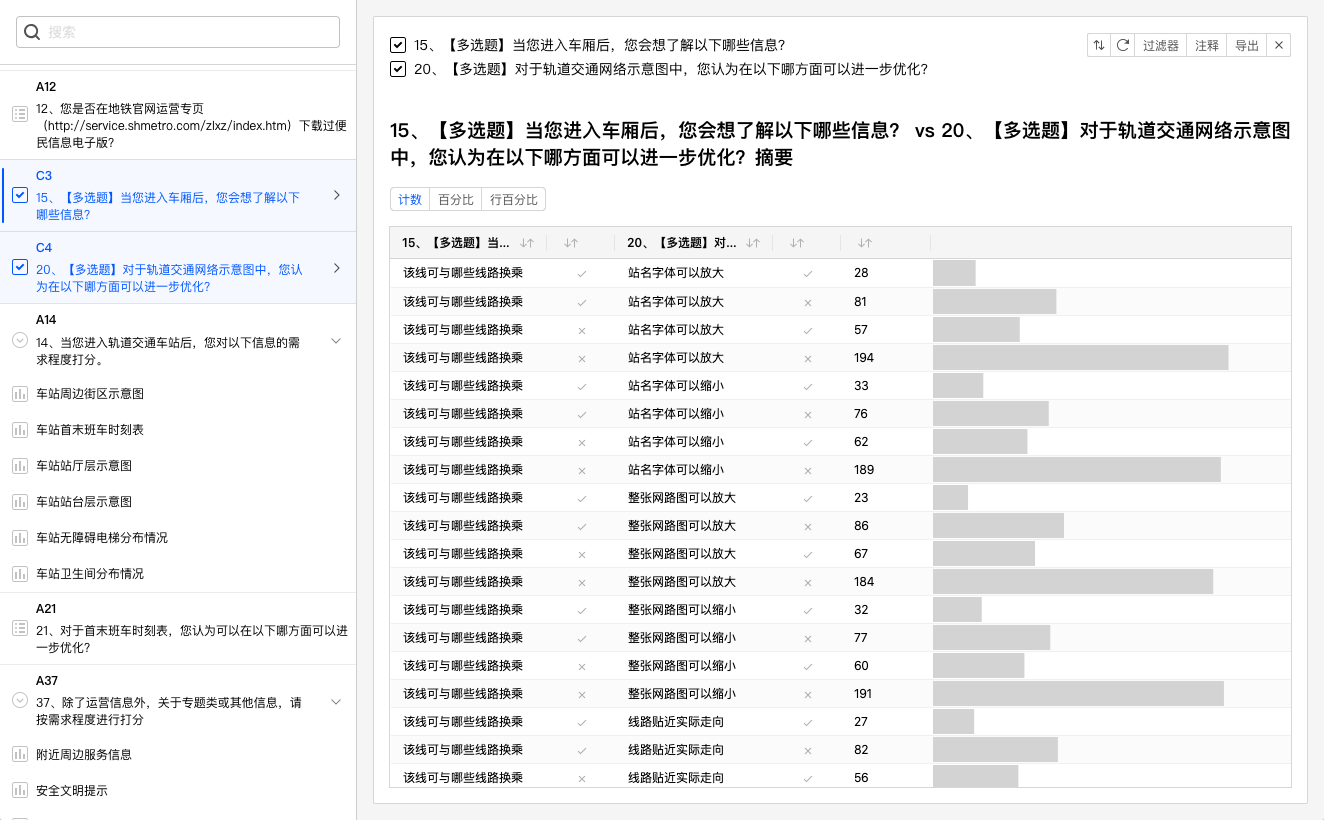 搜索
A12
12、您是否在地铁官网运营专页
（http://service.shmetro.com/zlxz/index.htm）下载过便
民信息电子版?
C3
15、【多选题】当您进入车厢后，您会想了解以下
哪些信息?
C4
20、【多选题】对于轨道交通网络示意图中，您认
为在以下哪方面可以进一步优化?
A14
14、当您进入轨道交通车站后，您对以下信息的需
求程度打分。
车站周边街区示意图
车站首末班车时刻表
车站站厅层示意图
车站站台层示意图
车站无障碍电梯分布情况
车站卫生间分布情况
A21
21、对于首末班车时刻表，您认为可以在以下哪方面可以进
一步优化?
A37
37、除了运营信息外，关于专题类或其他信息，请
按需求程度进行打分
附近周边服务信息
安全文明提示
15、【多选题】当您进入车厢后，您会想了解以下哪些信息?
20、【多选题】对于轨道交通网络示意图中，您认为在以下哪方面可以进一步优化?
过滤器 注释 导出
15、【多选题】当您进入车厢后，您会想了解以下哪些信息? vs 20、【多选题】对于轨道交通网络示意图
中，您认为在以下哪方面可以进一步优化? 摘要
计数 百分比 行百分比
15、【多选题】当... 20、【多选题】对...
该线可与哪些线路换乘 ✓ 站名字体可以放大 ✓ 28
该线可与哪些线路换乘 ✓ 站名字体可以放大 × 81
该线可与哪些线路换乘 × 站名字体可以放大 ✓ 57
该线可与哪些线路换乘 × 站名字体可以放大 × 194
该线可与哪些线路换乘 ✓ 站名字体可以缩小 ✓ 33
该线可与哪些线路换乘 ✓ 站名字体可以缩小 × 76
该线可与哪些线路换乘 × 站名字体可以缩小 ✓ 62
该线可与哪些线路换乘 × 站名字体可以缩小 × 189
该线可与哪些线路换乘 ✓ 整张网路图可以放大 ✓ 23
该线可与哪些线路换乘 ✓ 整张网路图可以放大 × 86
该线可与哪些线路换乘 × 整张网路图可以放大 ✓ 67
该线可与哪些线路换乘 × 整张网路图可以放大 × 184
该线可与哪些线路换乘 ✓ 整张网路图可以缩小 ✓ 32
该线可与哪些线路换乘 ✓ 整张网路图可以缩小 × 77
该线可与哪些线路换乘 × 整张网路图可以缩小 ✓ 60
该线可与哪些线路换乘 × 整张网路图可以缩小 × 191
该线可与哪些线路换乘 ✓ 线路贴近实际走向 ✓ 27
该线可与哪些线路换乘 ✓ 线路贴近实际走向 × 82
该线可与哪些线路换乘 × 线路贴近实际走向 ✓ 56